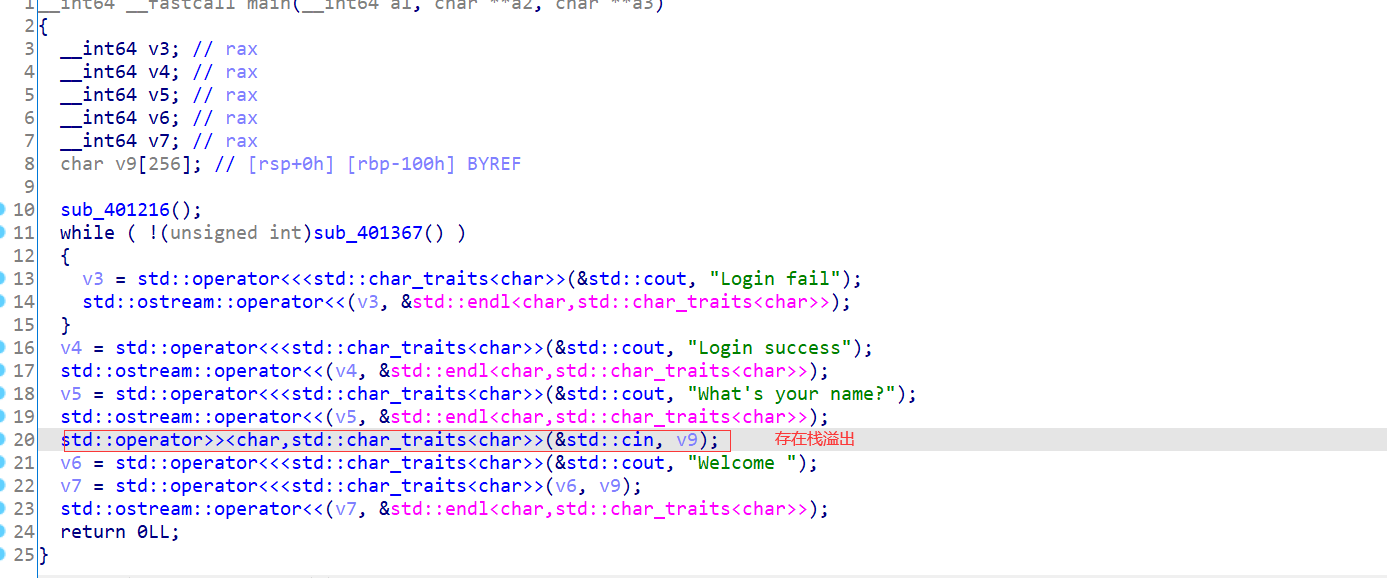 1 __int64 __fastcall main(__int64 a1, char **a2, char **a3)
2 {
3 __int64 v3; // rax
4 __int64 v4; // rax
5 __int64 v5; // rax
6 __int64 v6; // rax
7 __int64 v7; // rax
8 char v9[256]; // [rsp+0h] [rbp-100h] BYREF
9
10 sub_401216();
11 while ( !(unsigned int)sub_401367() )
12 {
13 v3 = std::operator<<<std::char_traits<char>>(&std::cout, "Login fail");
14 std::ostream::operator<<(v3, &std::endl<char,std::char_traits<char>>);
15 }
16 v4 = std::operator<<<std::char_traits<char>>(&std::cout, "Login success");
17 std::ostream::operator<<(v4, &std::endl<char,std::char_traits<char>>);
18 v5 = std::operator<<<std::char_traits<char>>(&std::cout, "What's your name?");
19 std::ostream::operator<<(v5, &std::endl<char,std::char_traits<char>>);
20 std::operator>><char,std::char_traits<char>>(&std::cin, v9); 存在栈溢出
21 v6 = std::operator<<<std::char_traits<char>>(&std::cout, "Welcome ");
22 v7 = std::operator<<<std::char_traits<char>>(v6, v9);
23 std::ostream::operator<<(v7, &std::endl<char,std::char_traits<char>>);
24 return 0LL;
25 }